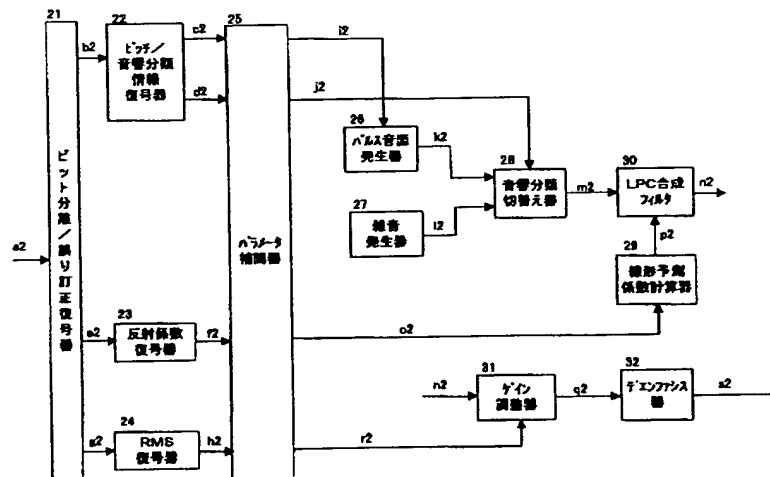 21
ビット分離/誤り訂正復号器
a2
b2
22
ピッチ/
音響分類
情報
復号器
c2
d2
25
パラメータ
補間器
i2
j2
26
パルス音源
発生器
k2
27
雑音
発生器
l2
28
音響分類
切替え器
m2
30
LPC合成
フィルタ
n2
p2
29
線形予測
係数計算器
e2
23
反射係数
復号器
f2
o2
g2
24
RMS
復号器
h2
n2
31
ゲイン
調整器
q2
32
デエンファシス
器
s2
r2